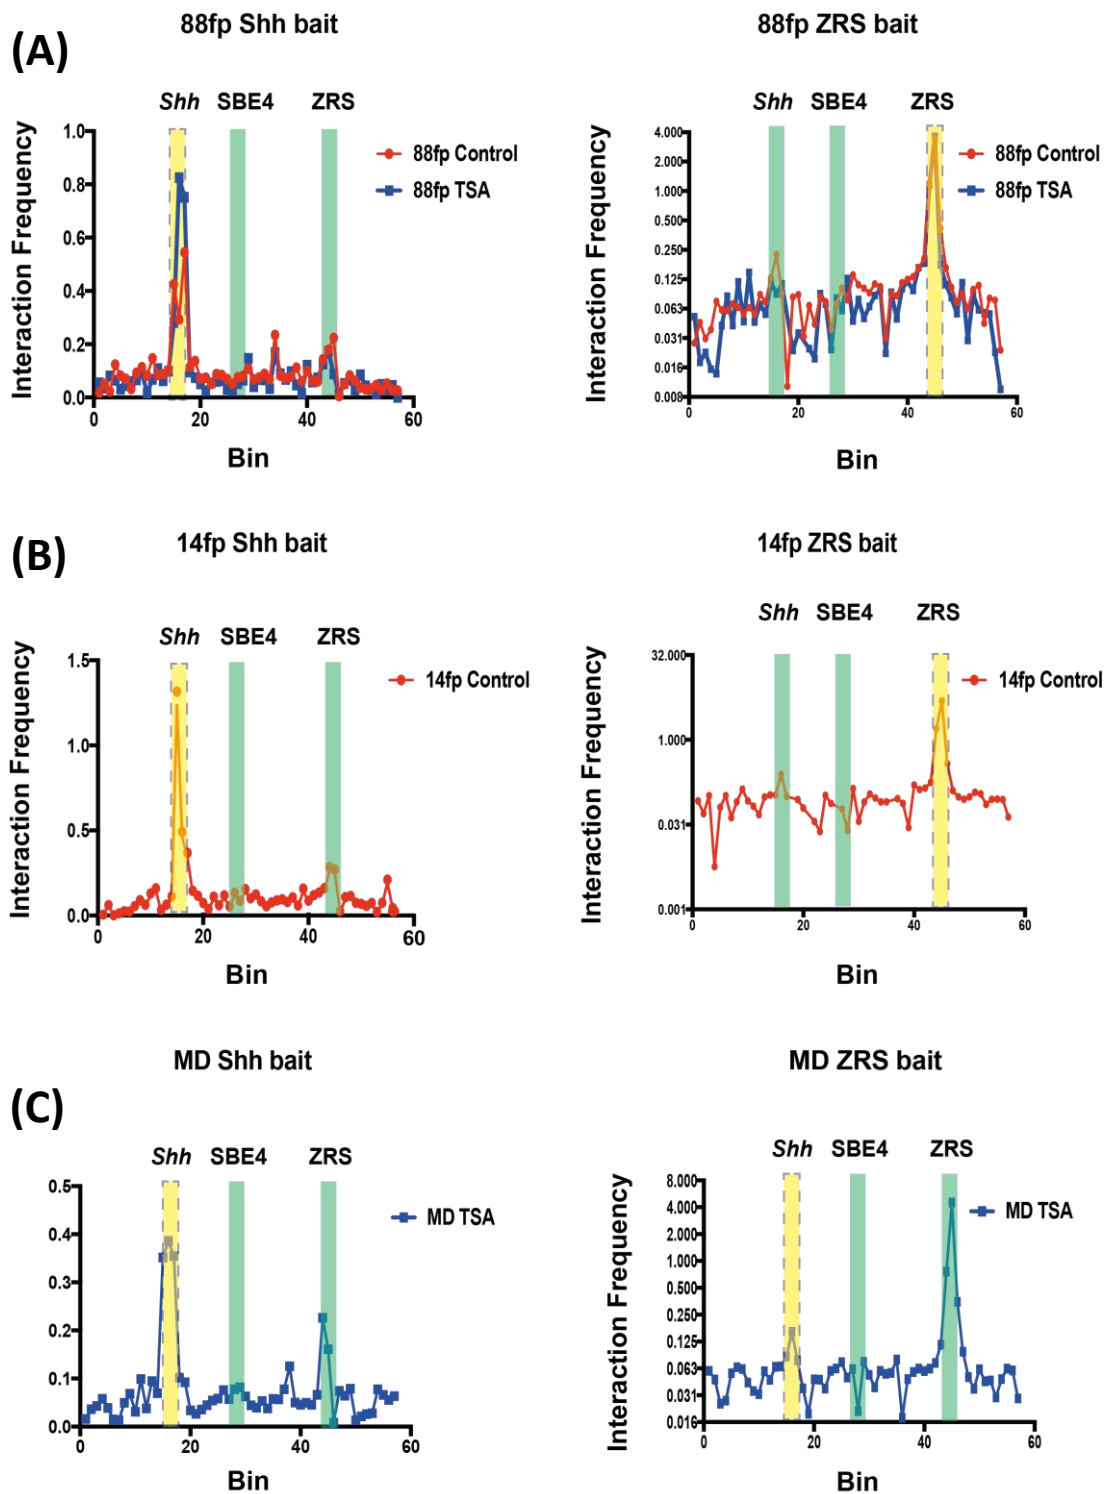 (A)
88fp Shh bait
88fp ZRS bait
Shh SBE4 ZRS
Interaction Frequency
1.0
0.8
0.6
0.4
0.2
0.0
0 20 40 60
Bin
88fp Control
88fp TSA
Shh SBE4 ZRS
Interaction Frequency
4.000
2.000
1.000
0.500
0.250
0.125
0.063
0.031
0.016
0.008
0 20 40 60
Bin
88fp Control
88fp TSA
(B)
14fp Shh bait
14fp ZRS bait
Shh SBE4 ZRS
Interaction Frequency
1.5
1.0
0.5
0.0
0 20 40 60
Bin
14fp Control
Shh SBE4 ZRS
Interaction Frequency
32.000
1.000
0.031
0.001
0 20 40 60
Bin
14fp Control
(C)
MD Shh bait
MD ZRS bait
Shh SBE4 ZRS
Interaction Frequency
0.5
0.4
0.3
0.2
0.1
0.0
0 20 40 60
Bin
MD TSA
Shh SBE4 ZRS
Interaction Frequency
8.000
4.000
2.000
1.000
0.500
0.250
0.125
0.063
0.031
0.016
0 20 40 60
Bin
MD TSA